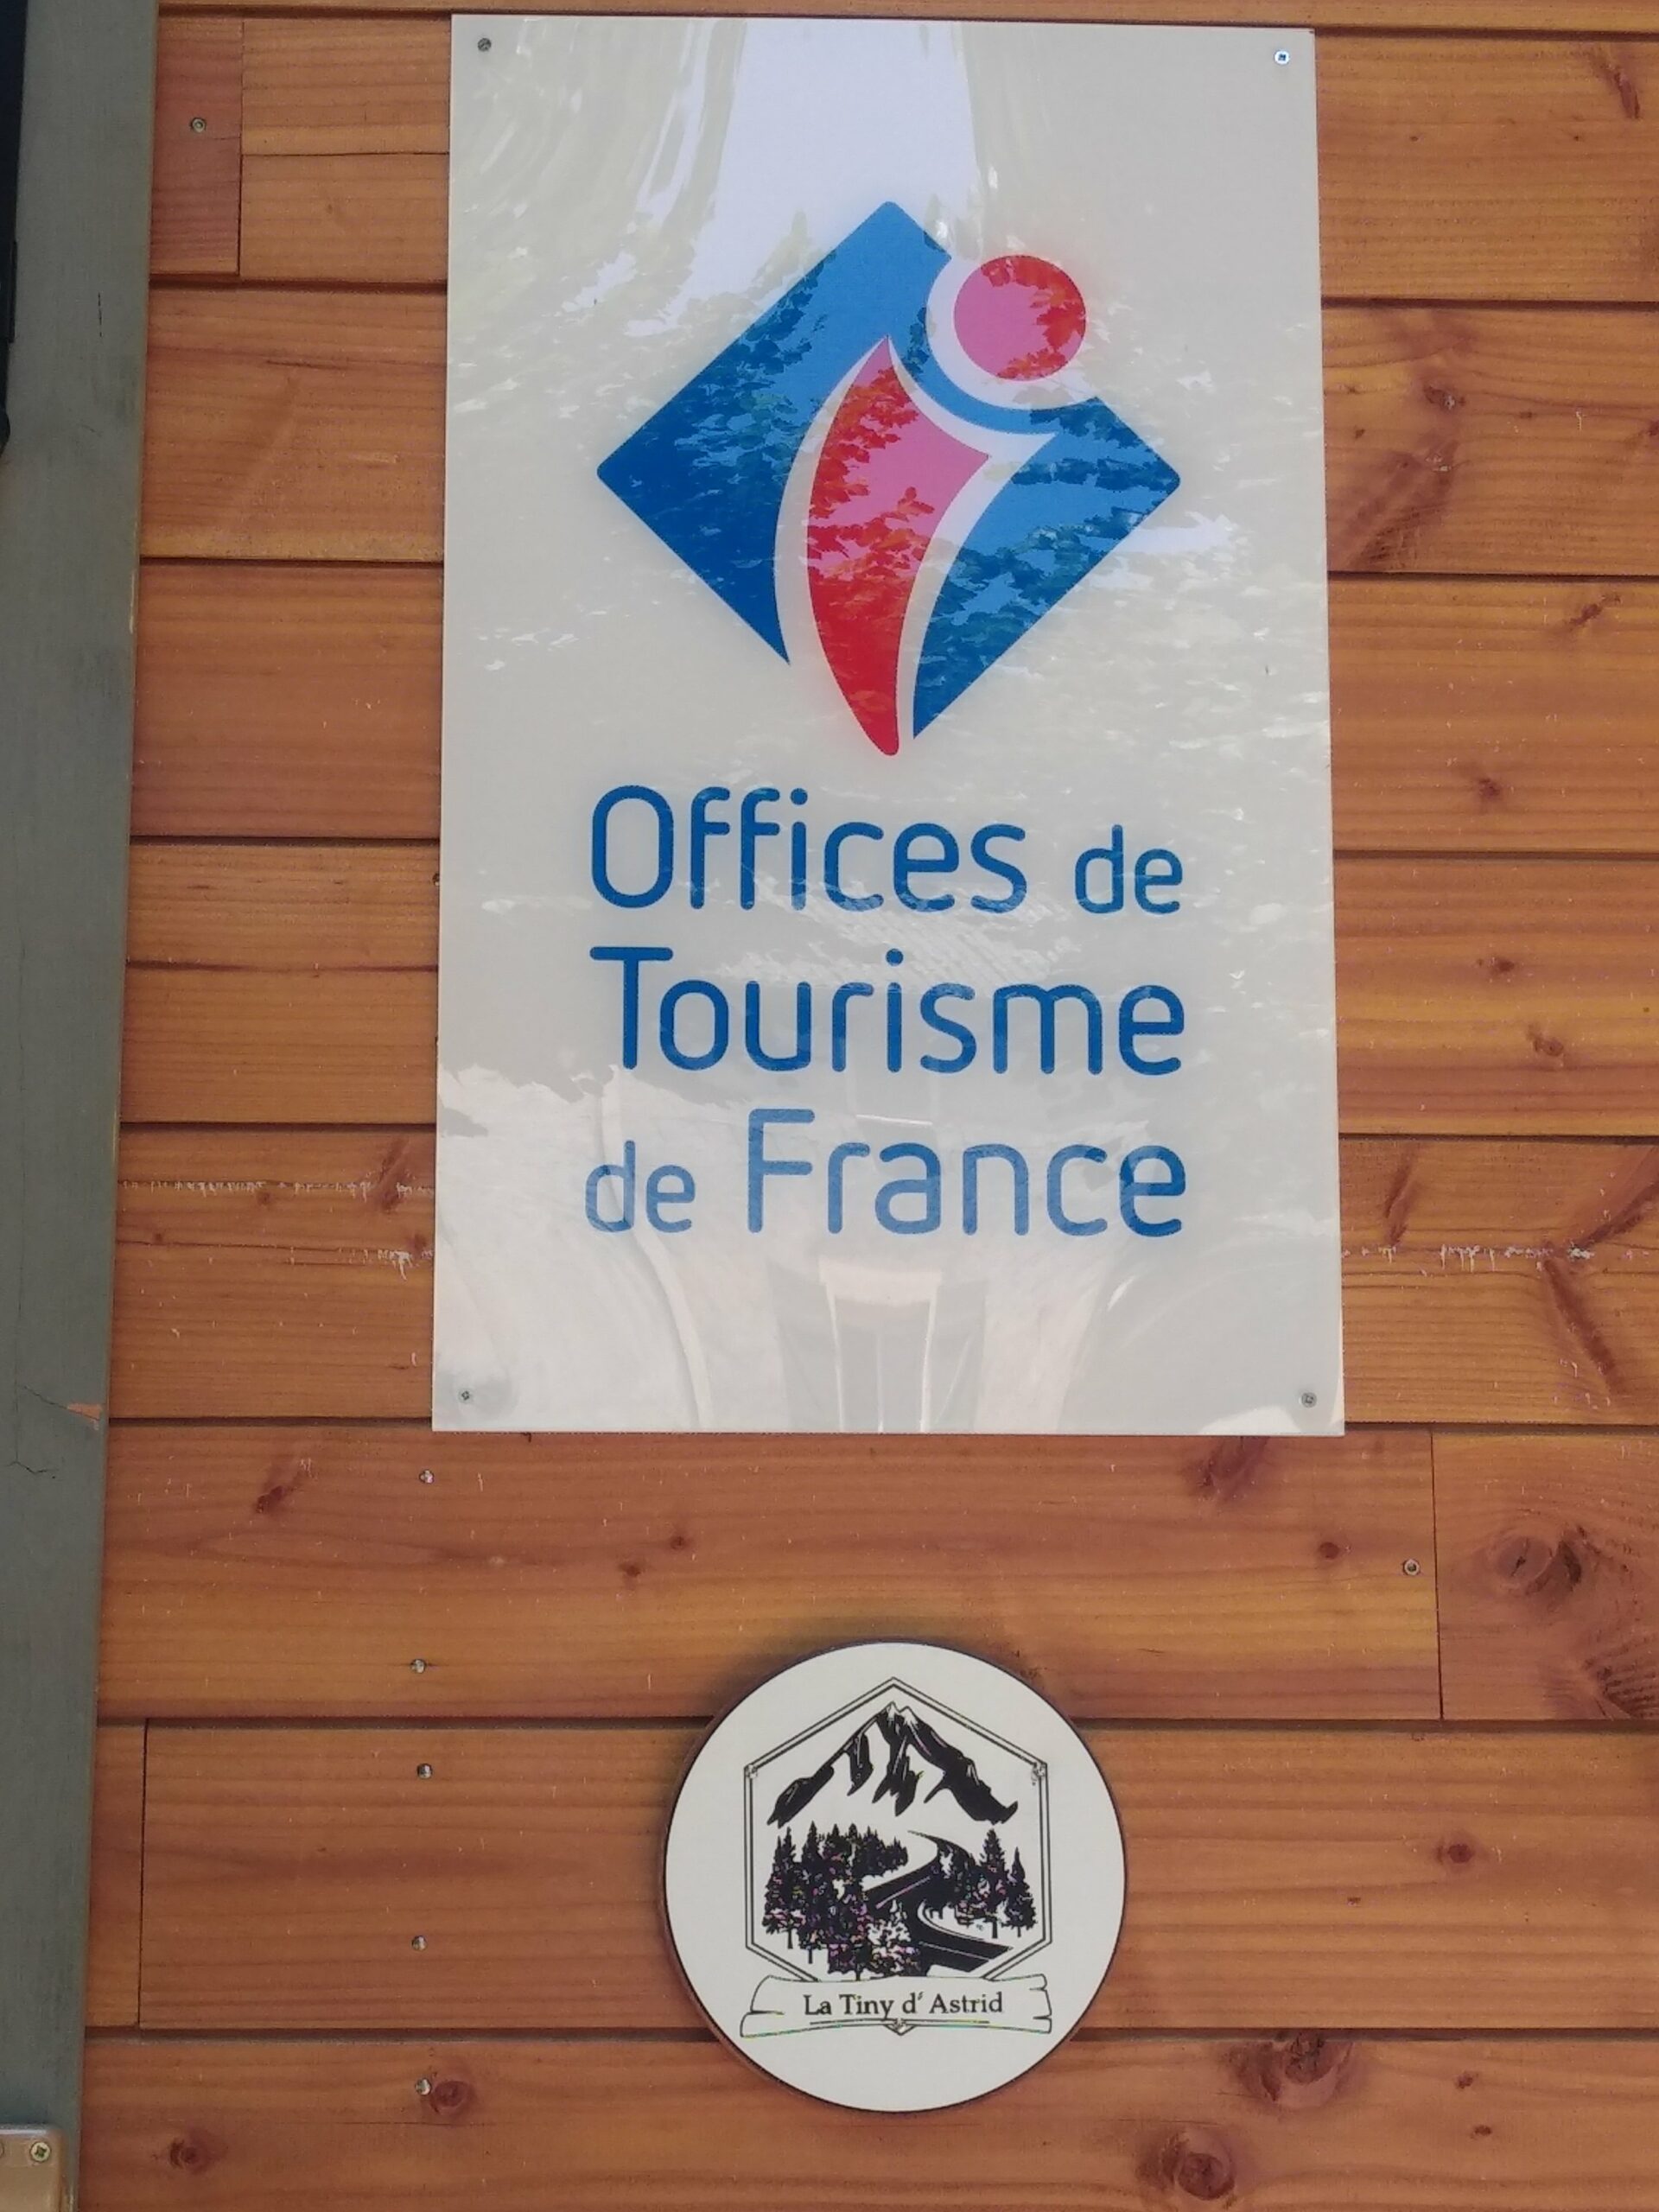 Offices de
Tourisme
de France
La Tiny d'Astrid